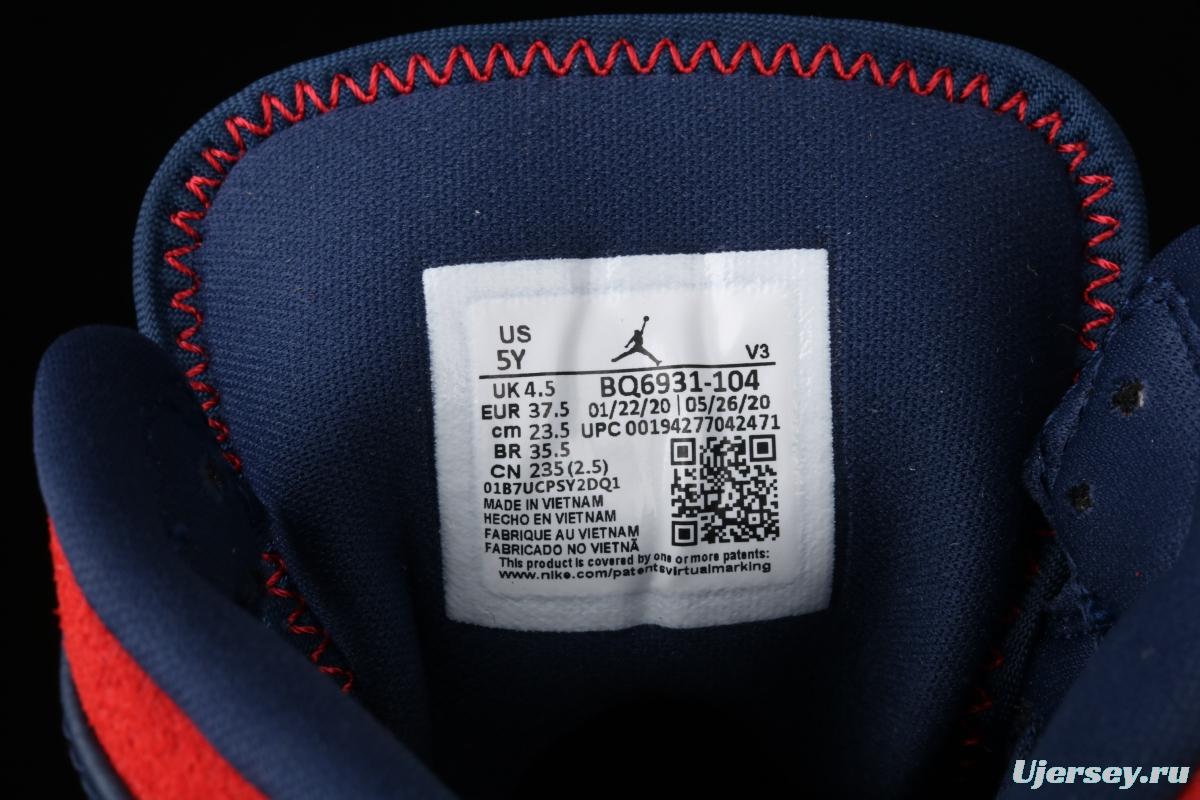 US
5Y
V3
UK 4.5 BQ6931-104
EUR 37.5 01/22/20 | 05/26/20
cm 23.5 UPC 00194277042471
BR 35.5
CN 235 (2.5)
01B7UCPSY2DQ1
MADE IN VIETNAM
HECHO EN VIETNAM
FABRIQUE AU VIETNAM
FABRICADO NO VIETNÃ
This product is covered by one or more patents:
www.nike.com/patentsvirtualmarking
Ujersey.ru